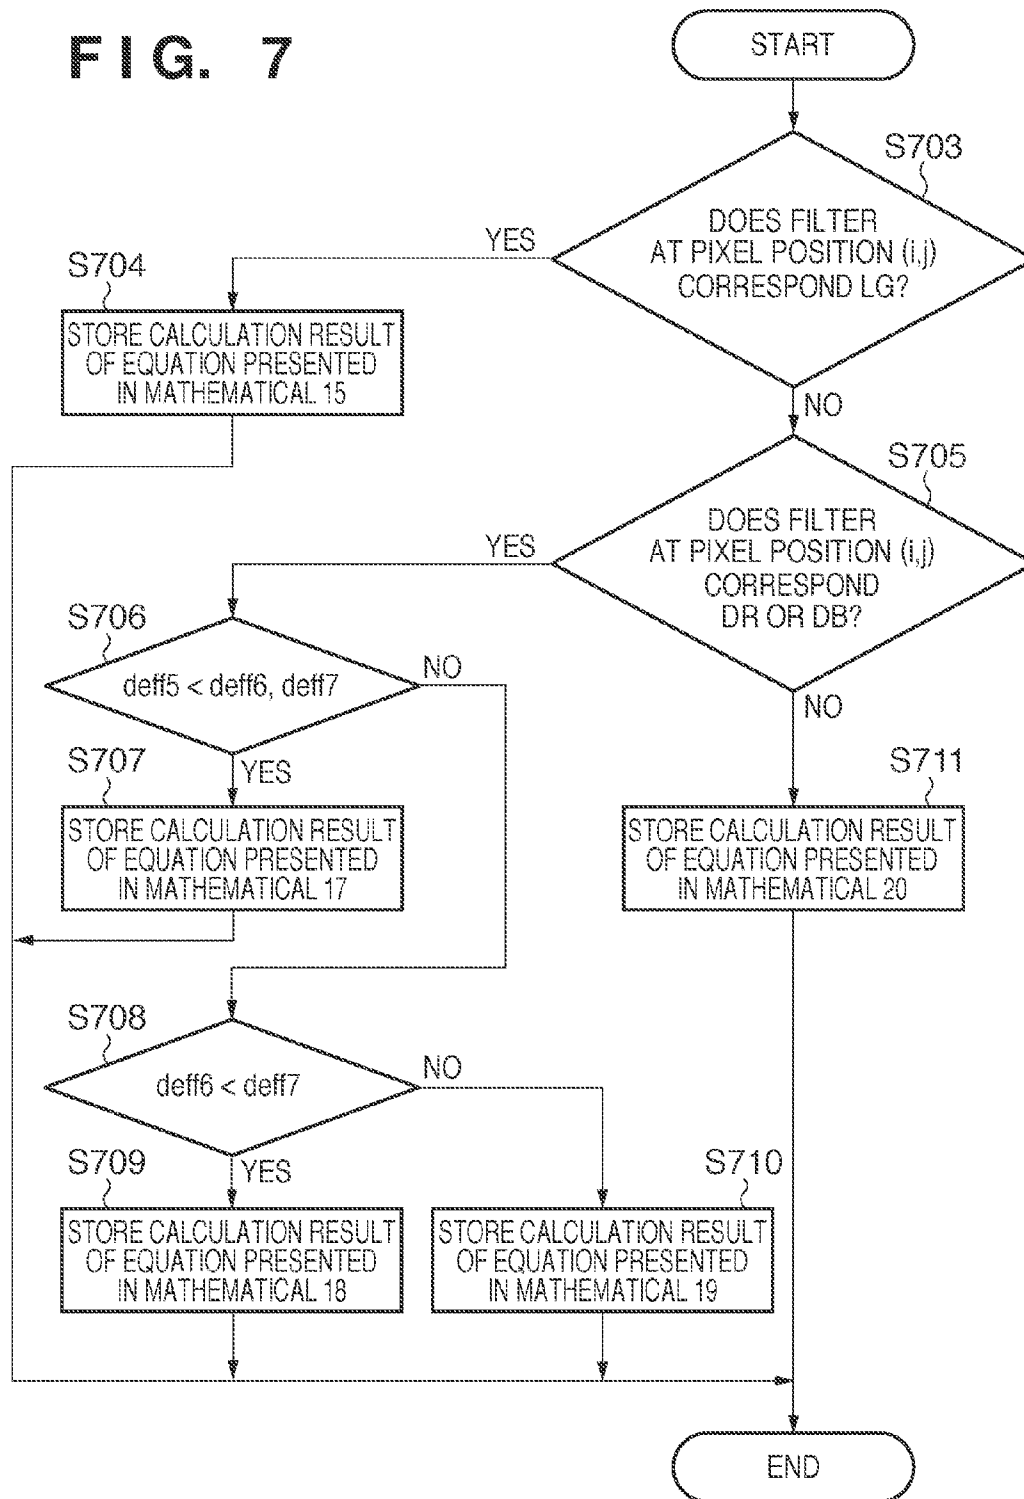 FIG. 7
START
S703
DOES FILTER
AT PIXEL POSITION (i,j)
CORRESPOND LG?
YES
NO
S704
STORE CALCULATION RESULT
OF EQUATION PRESENTED
IN MATHEMATICAL 15
S705
DOES FILTER
AT PIXEL POSITION (i,j)
CORRESPOND
DR OR DB?
YES
NO
S706
deff5 < deff6, deff7
NO
YES
S707
STORE CALCULATION RESULT
OF EQUATION PRESENTED
IN MATHEMATICAL 17
S711
STORE CALCULATION RESULT
OF EQUATION PRESENTED
IN MATHEMATICAL 20
S708
deff6 < deff7
NO
YES
S709
STORE CALCULATION RESULT
OF EQUATION PRESENTED
IN MATHEMATICAL 18
S710
STORE CALCULATION RESULT
OF EQUATION PRESENTED
IN MATHEMATICAL 19
END